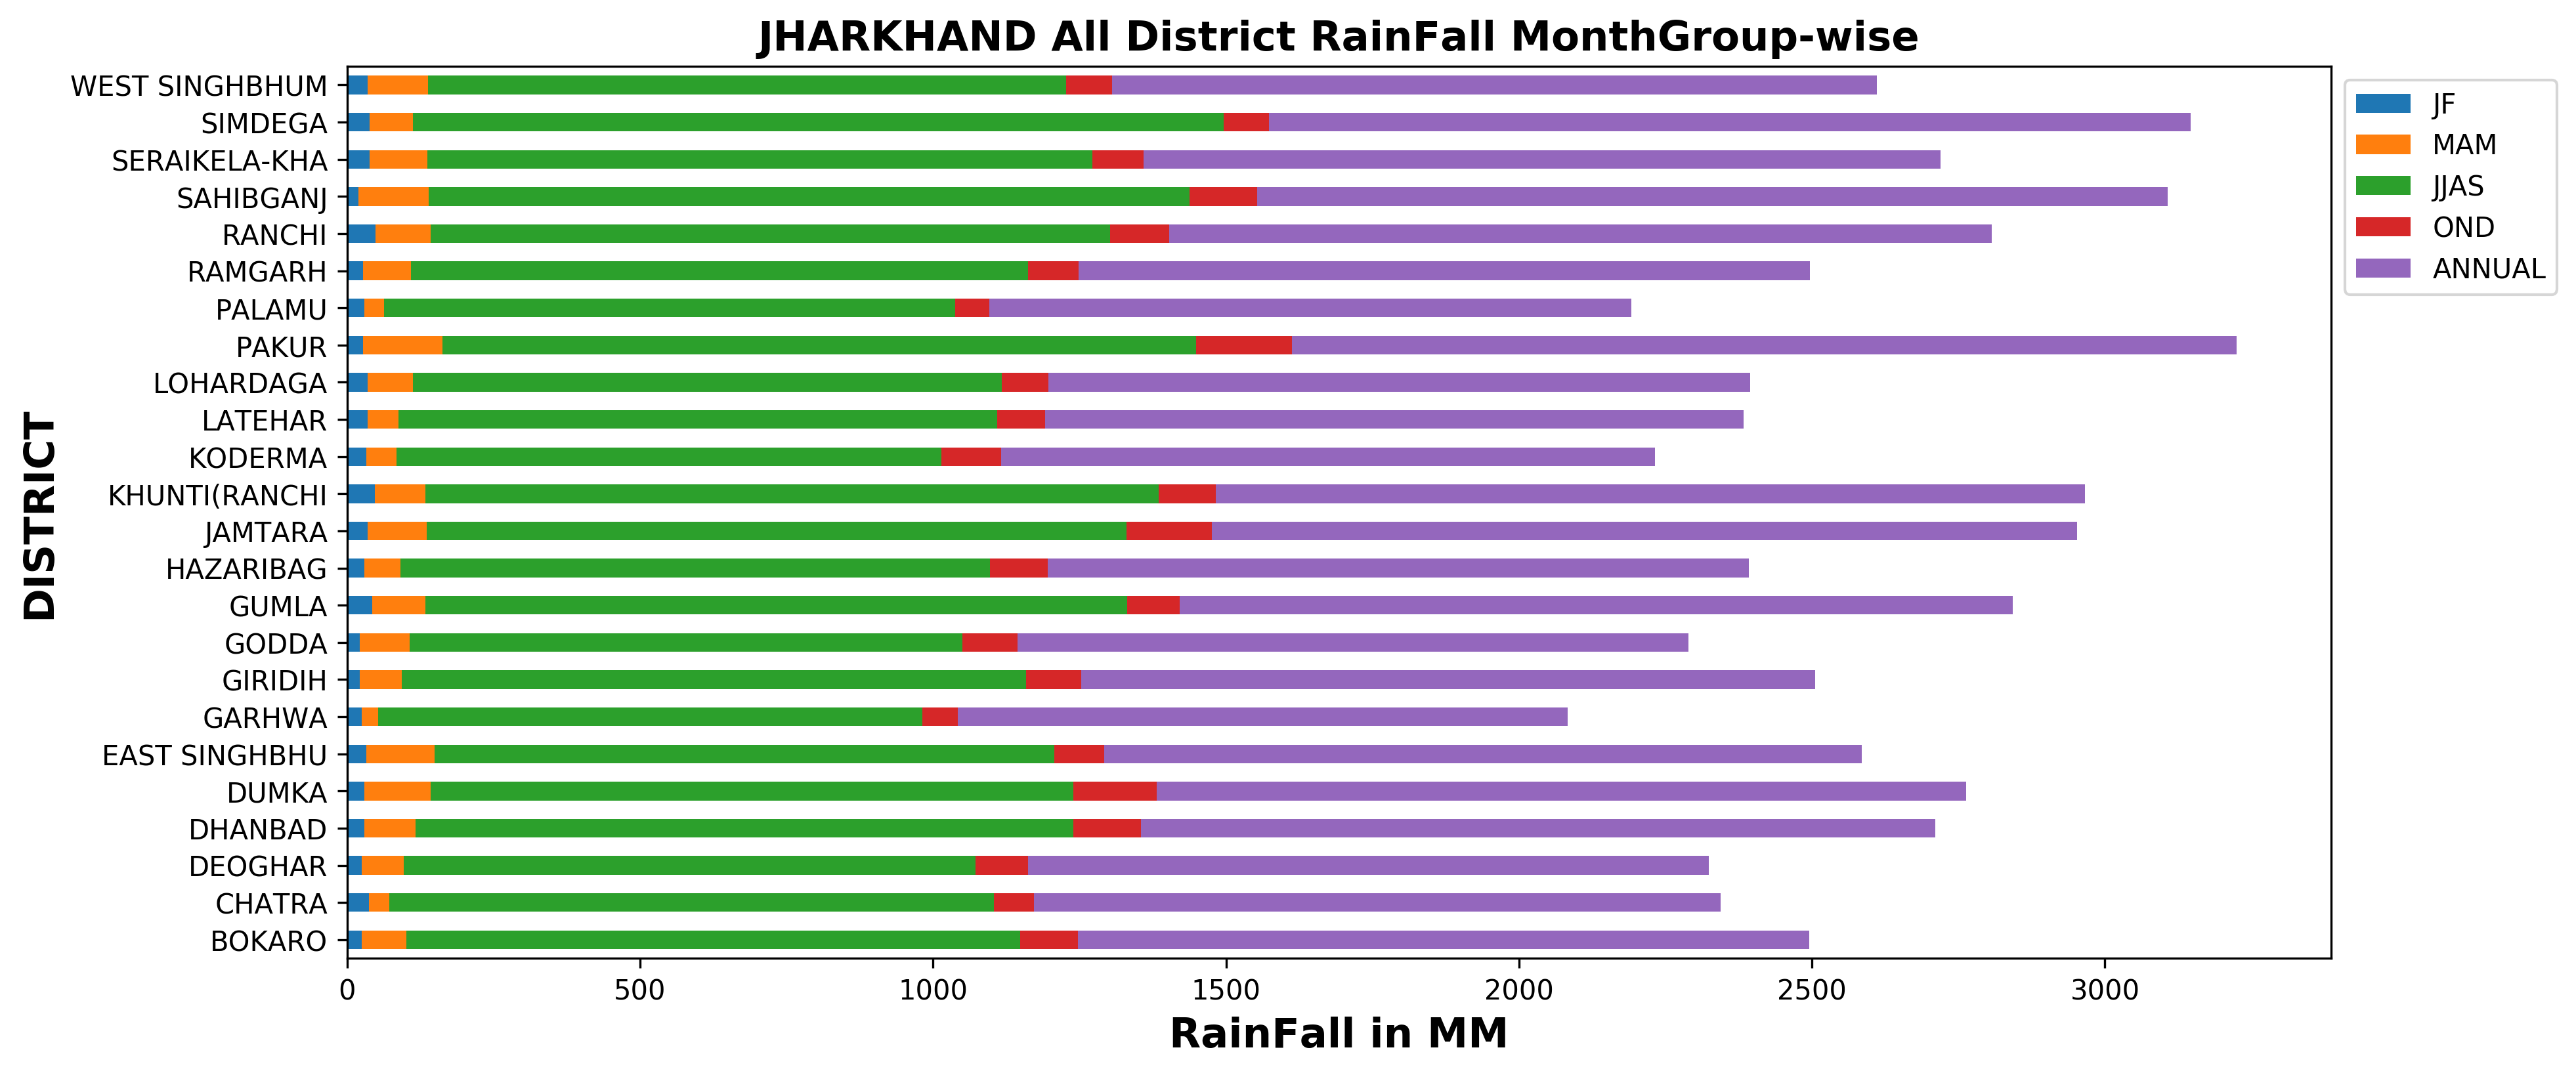 JHARKHAND All District RainFall MonthGroup-wise
WEST SINGHBHUM
SIMDEGA
SERAIKELA-KHA
SAHIBGANJ
RANCHI
RAMGARH
PALAMU
PAKUR
LOHARDAGA
LATEHAR
KODERMA
KHUNTI(RANCHI
JAMTARA
HAZARIBAG
GUMLA
GODDA
GIRIDIH
GARHWA
EAST SINGHBHU
DUMKA
DHANBAD
DEOGHAR
CHATRA
BOKARO
DISTRICT
0 500 1000 1500 2000 2500 3000
RainFall in MM
JF
MAM
JJAS
OND
ANNUAL